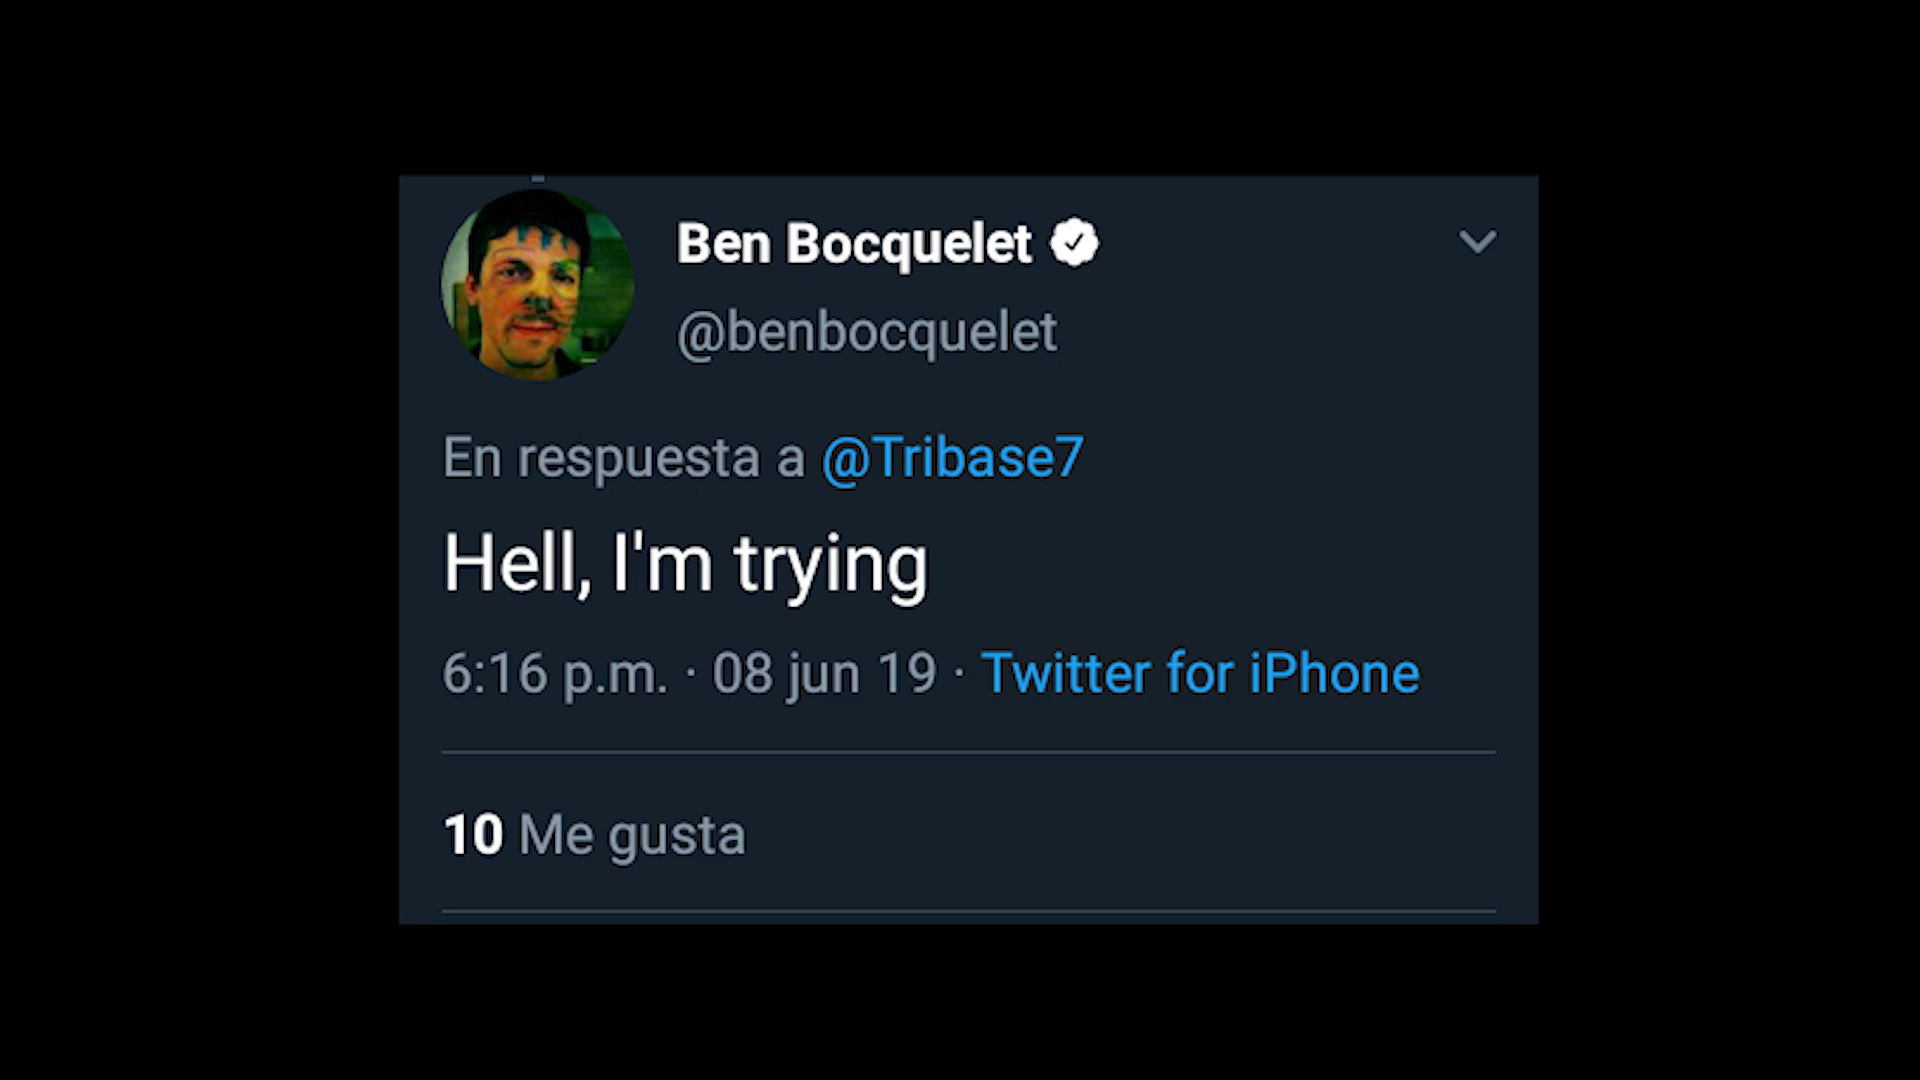 Ben Bocquelet
@benbocquelet
En respuesta a @Tribase7
Hell, I'm trying
6:16 p.m. · 08 jun 19 · Twitter for iPhone
10 Me gusta